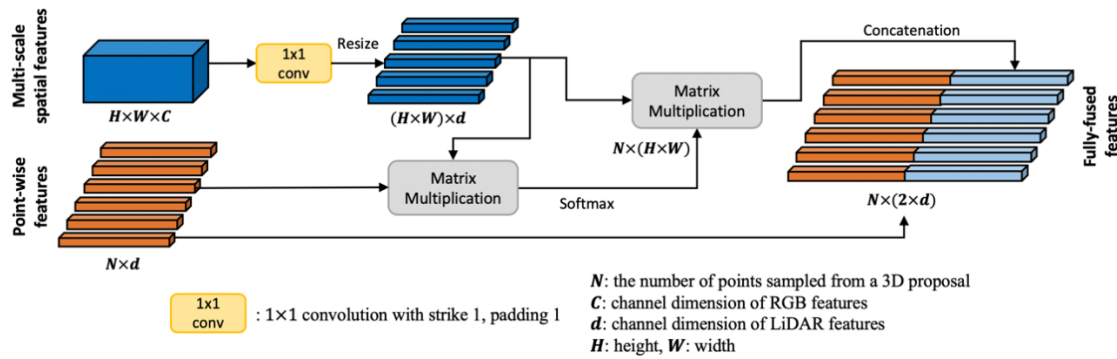 Multi-scale
spatial features
H×W×C
1x1
conv
Resize
(H×W)×d
Matrix
Multiplication
N×(H×W)
Concatenation
Fully-fused
features
N×(2×d)
Point-wise
features
N×d
Matrix
Multiplication
Softmax
1x1
conv
: 1×1 convolution with strike 1, padding 1
N: the number of points sampled from a 3D proposal
C: channel dimension of RGB features
d: channel dimension of LiDAR features
H: height, W: width